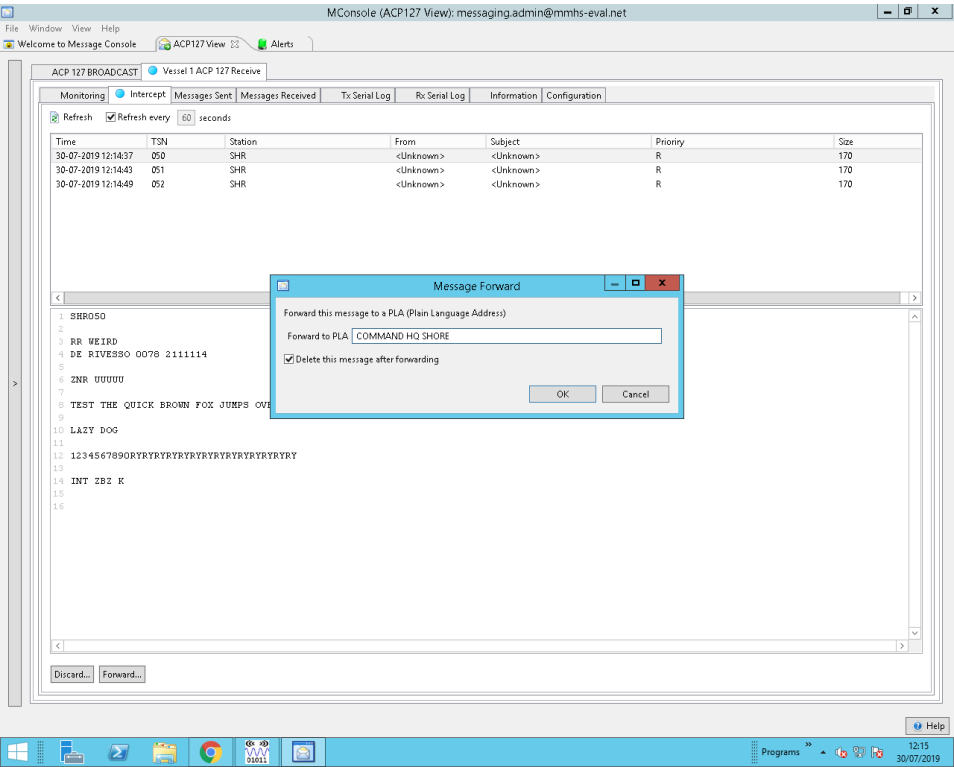 MConsole (ACP127 View): messaging.admin@mmhs-eval.net
File Window View Help
Welcome to Message Console ACP127 View Alerts
ACP 127 BROADCAST Vessel 1 ACP 127 Receive
Monitoring Intercept Messages Sent Messages Received Tx Serial Log Rx Serial Log Information Configuration
Refresh Refresh every 60 seconds
Time TSN Station From Subject Prioriry Size
30-07-2019 12:14:37 050 SHR <Unknown> <Unknown> R 170
30-07-2019 12:14:43 051 SHR <Unknown> <Unknown> R 170
30-07-2019 12:14:49 052 SHR <Unknown> <Unknown> R 170
Message Forward
Forward this message to a PLA (Plain Language Address)
Forward to PLA COMMAND HQ SHORE
Delete this message after forwarding
OK Cancel
1 SHR050
2
3 RR WEIRD
4 DE RIVESSO 0078 2111114
5
6 ZNR UUUUU
7
8 TEST THE QUICK BROWN FOX JUMPS OVE
9
10 LAZY DOG
11
12 1234567890RYRYRYRYRYRYRYRYRYRYRYRYRYRY
13
14 INT ZBZ K
15
16
Discard... Forward...
Help
01011
Programs
12:15
30/07/2019